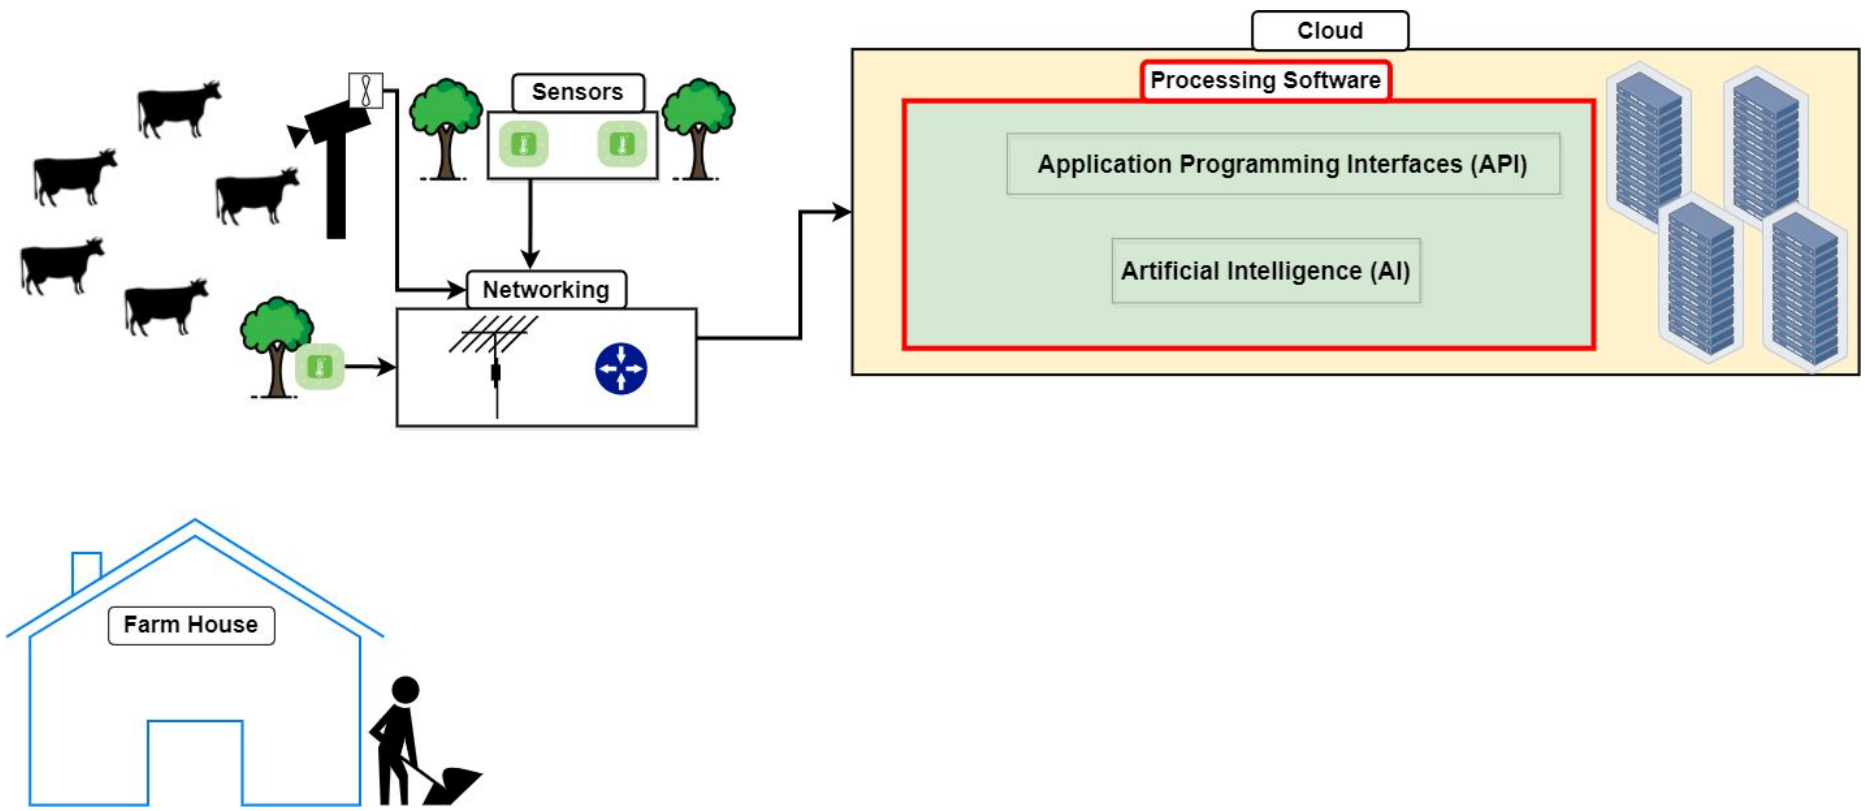 Cloud
Processing Software
Sensors
Application Programming Interfaces (API)
Artificial Intelligence (AI)
Networking
Farm House